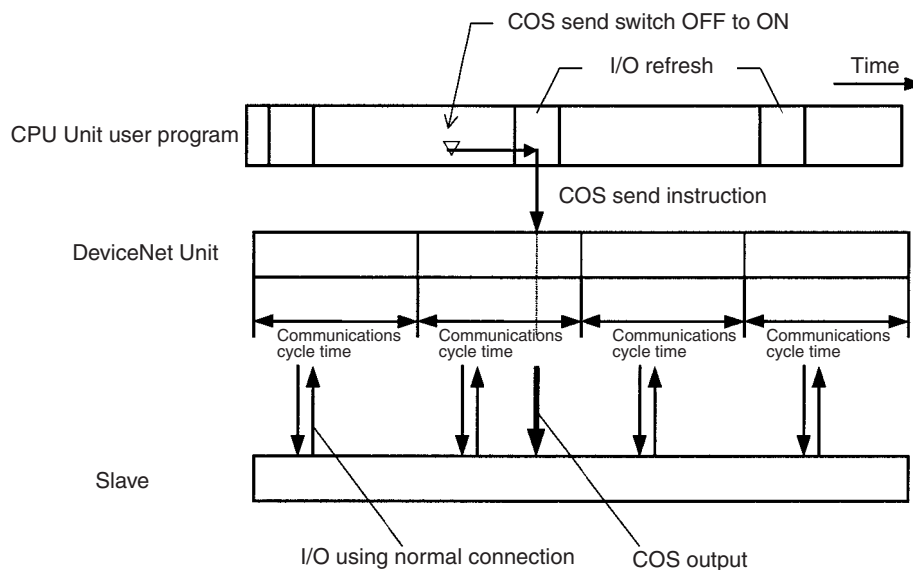 COS send switch OFF to ON
I/O refresh
Time
CPU Unit user program
COS send instruction
DeviceNet Unit
Communications
cycle time
Communications
cycle time
Communications
cycle time
Communications
cycle time
Slave
I/O using normal connection
COS output